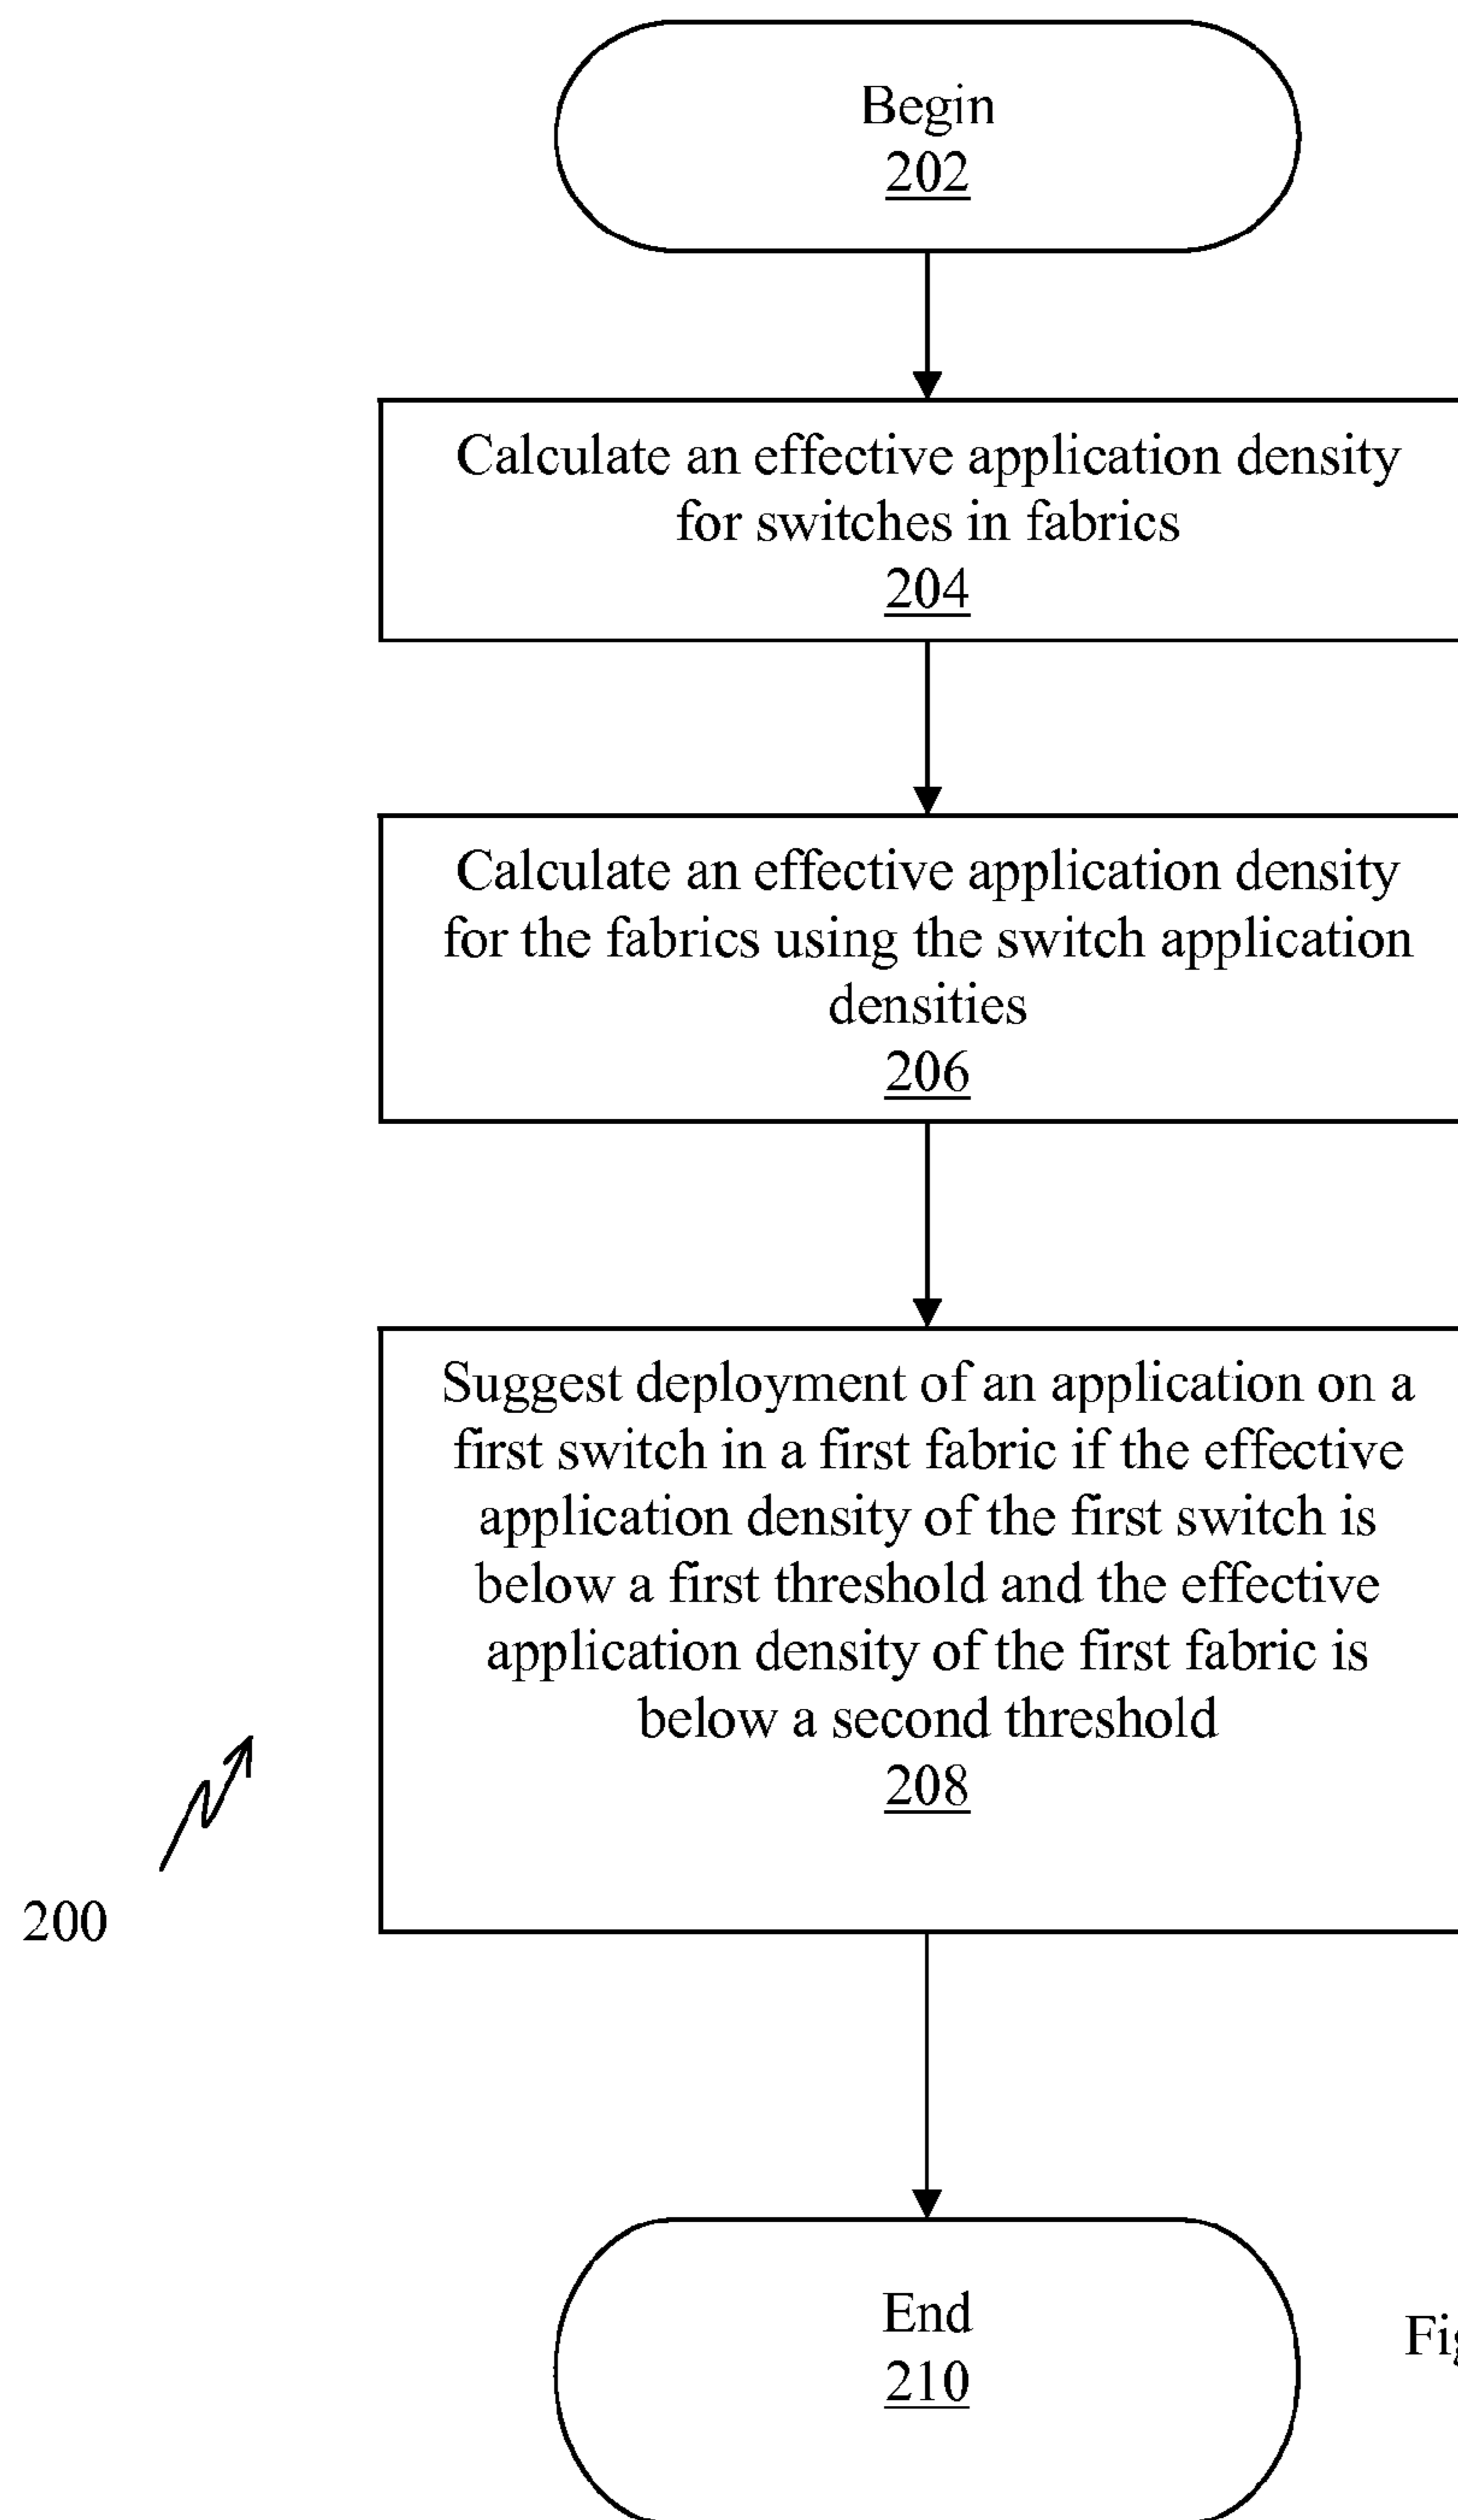 Begin
202
Calculate an effective application density
for switches in fabrics
204
Calculate an effective application density
for the fabrics using the switch application
densities
206
Suggest deployment of an application on a
first switch in a first fabric if the effective
application density of the first switch is
below a first threshold and the effective
application density of the first fabric is
below a second threshold
208
200
End
210